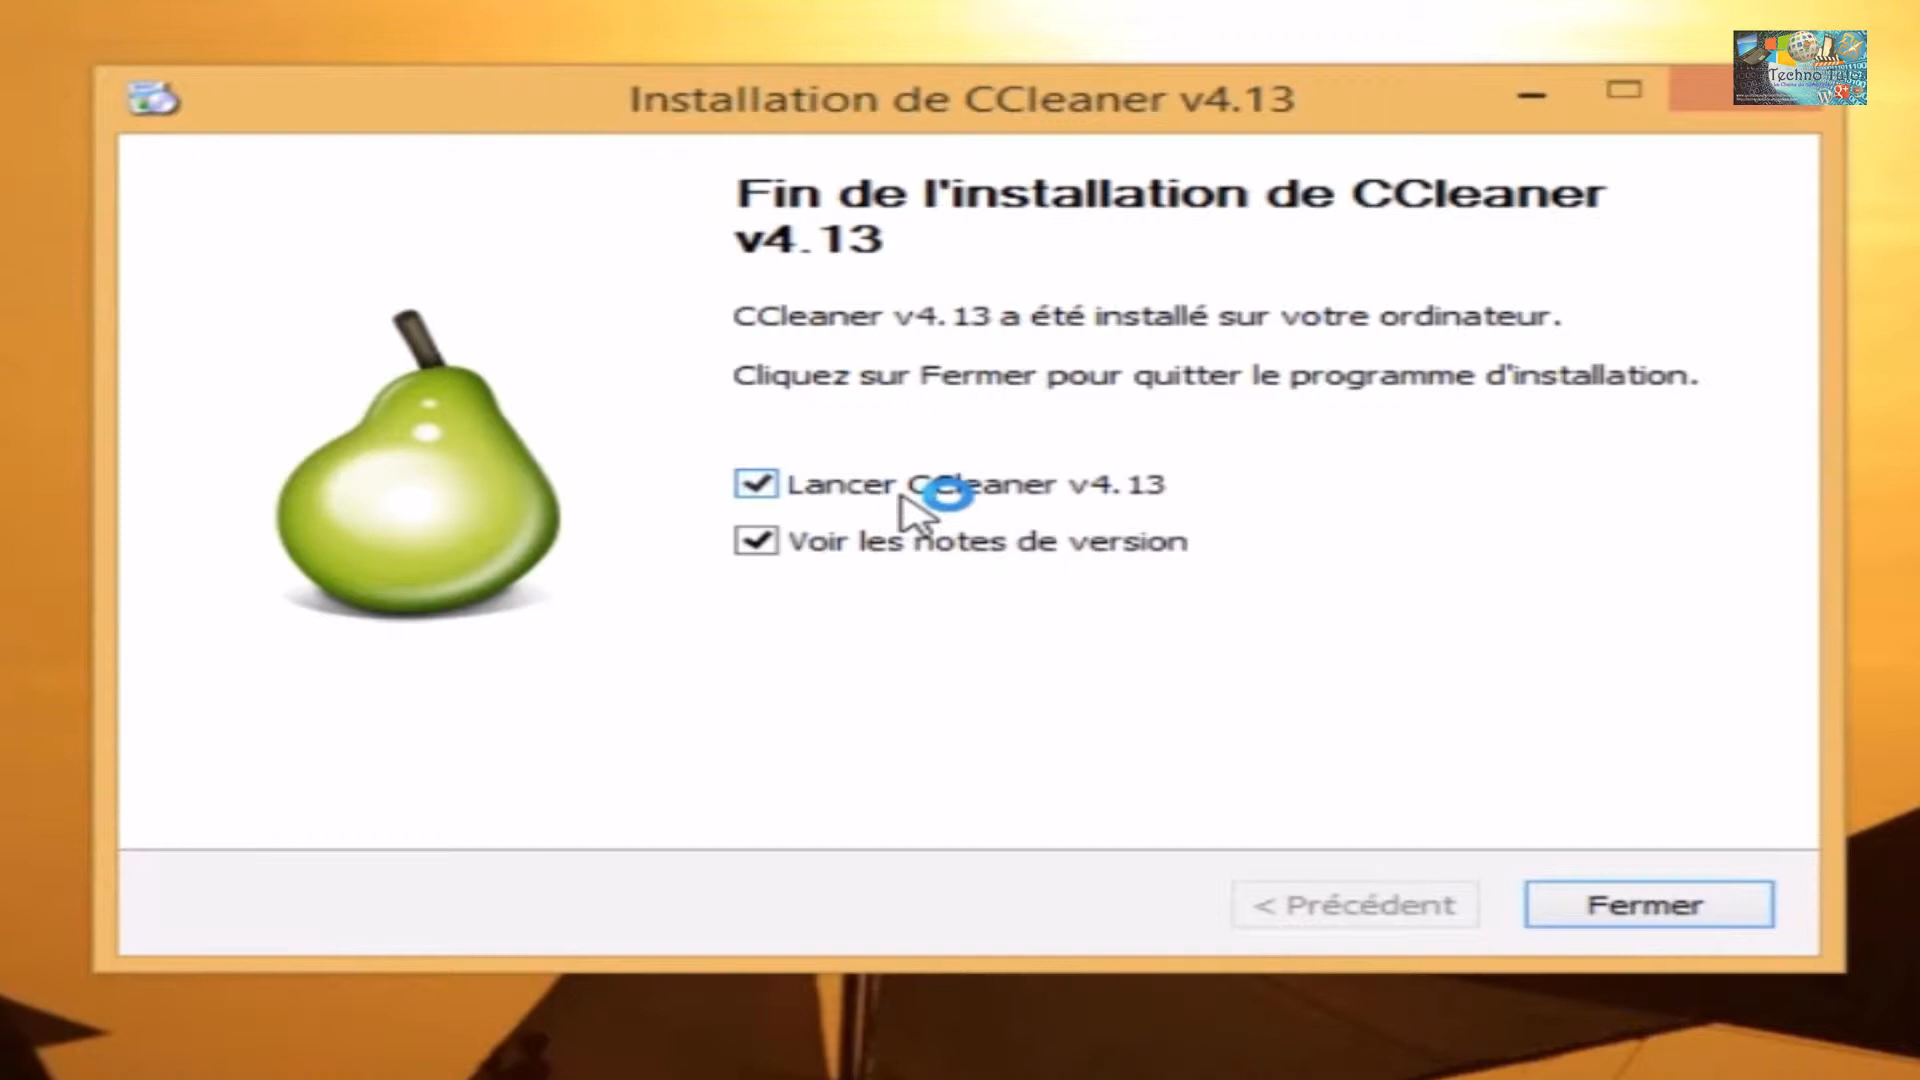 Installation de CCleaner v4.13
Techno
Fin de l'installation de CCleaner
v4.13
CCleaner v4.13 a été installé sur votre ordinateur.
Cliquez sur Fermer pour quitter le programme d'installation.
Lancer CCleaner v4.13
Voir les notes de version
< Précédent
Fermer